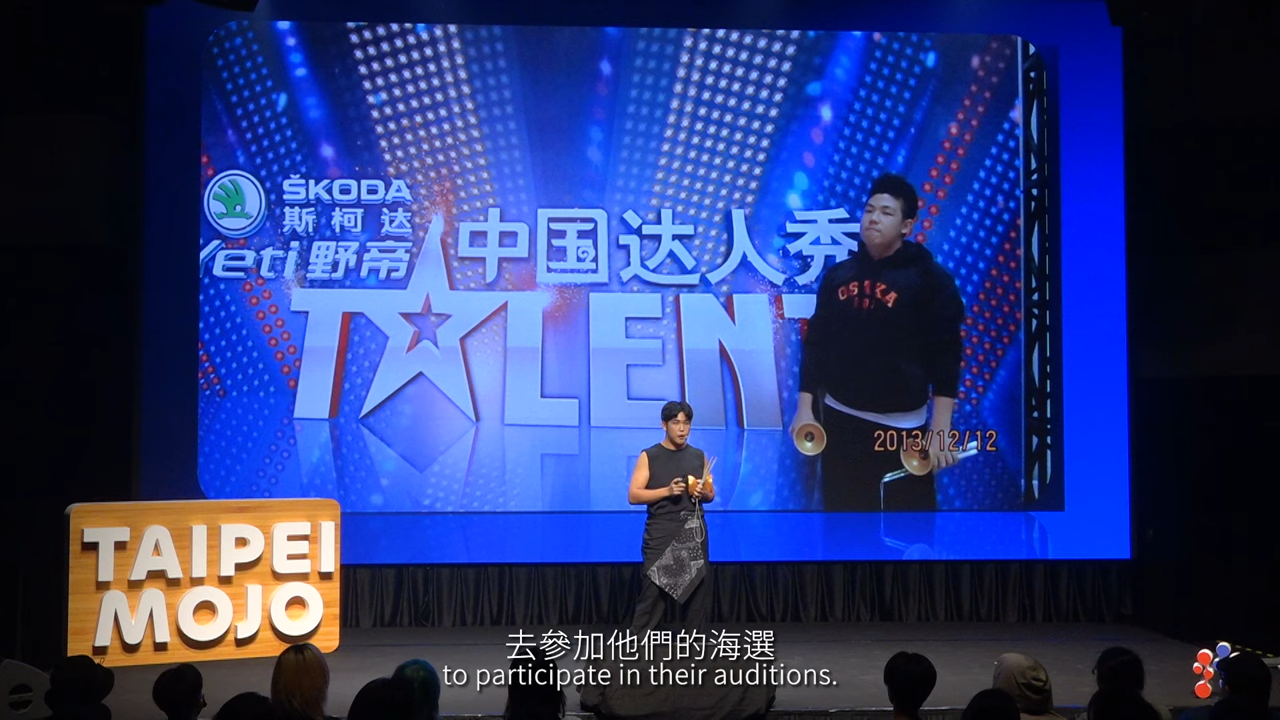 ŠKODA
斯柯达
Yeti野帝
中国达人秀
TALENT
OSAKA
2013/12/12
TAIPEI
MOJO
去參加他們的海選
to participate in their auditions.